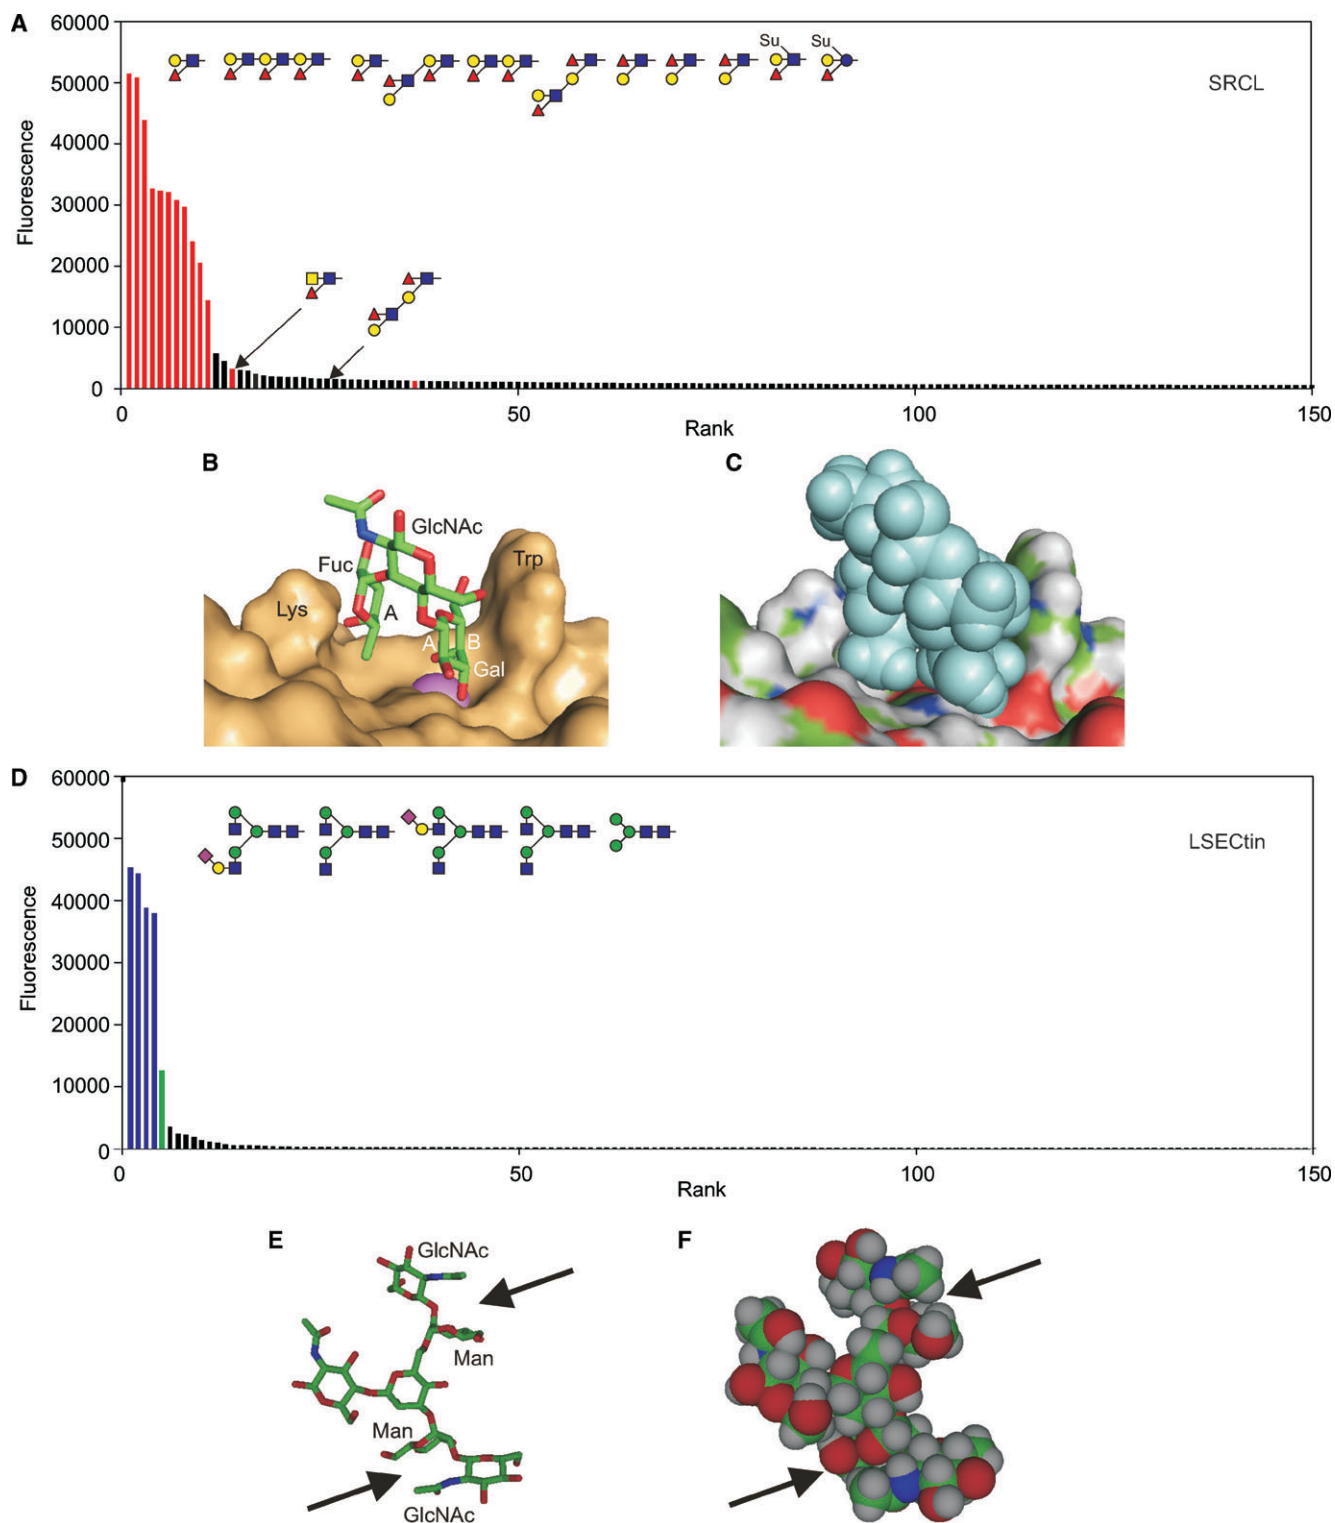 A
60000
50000
40000
30000
20000
10000
0
Fluorescence
Su
Su
SRCL
0
50
100
150
Rank
B
GlcNAc
Fuc
Trp
Lys
A
A
B
Gal
C
D
60000
50000
40000
30000
20000
10000
0
Fluorescence
LSECtin
0
50
100
150
Rank
E
GlcNAc
Man
Man
GlcNAc
F